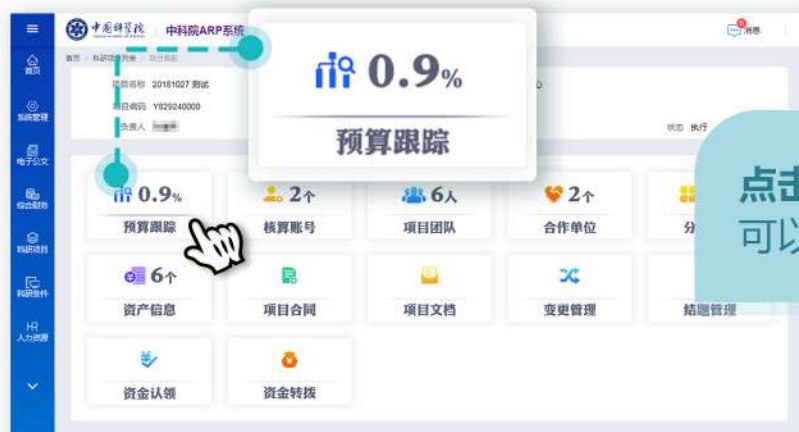 中国科学院 中科院ARP系统
消息
首页
系统管理
电子公文
综合财务
科研项目
科研条件
HR
人力资源
首页
项目名称 20181027 测试
项目编码 Y829240000
负责人
状态 执行
0.9%
预算跟踪
点击
可以
0.9%
预算跟踪
2个
核算账号
6人
项目团队
2个
合作单位
分
6个
资产信息
项目合同
项目文档
变更管理
结题管理
资金认领
资金转拨